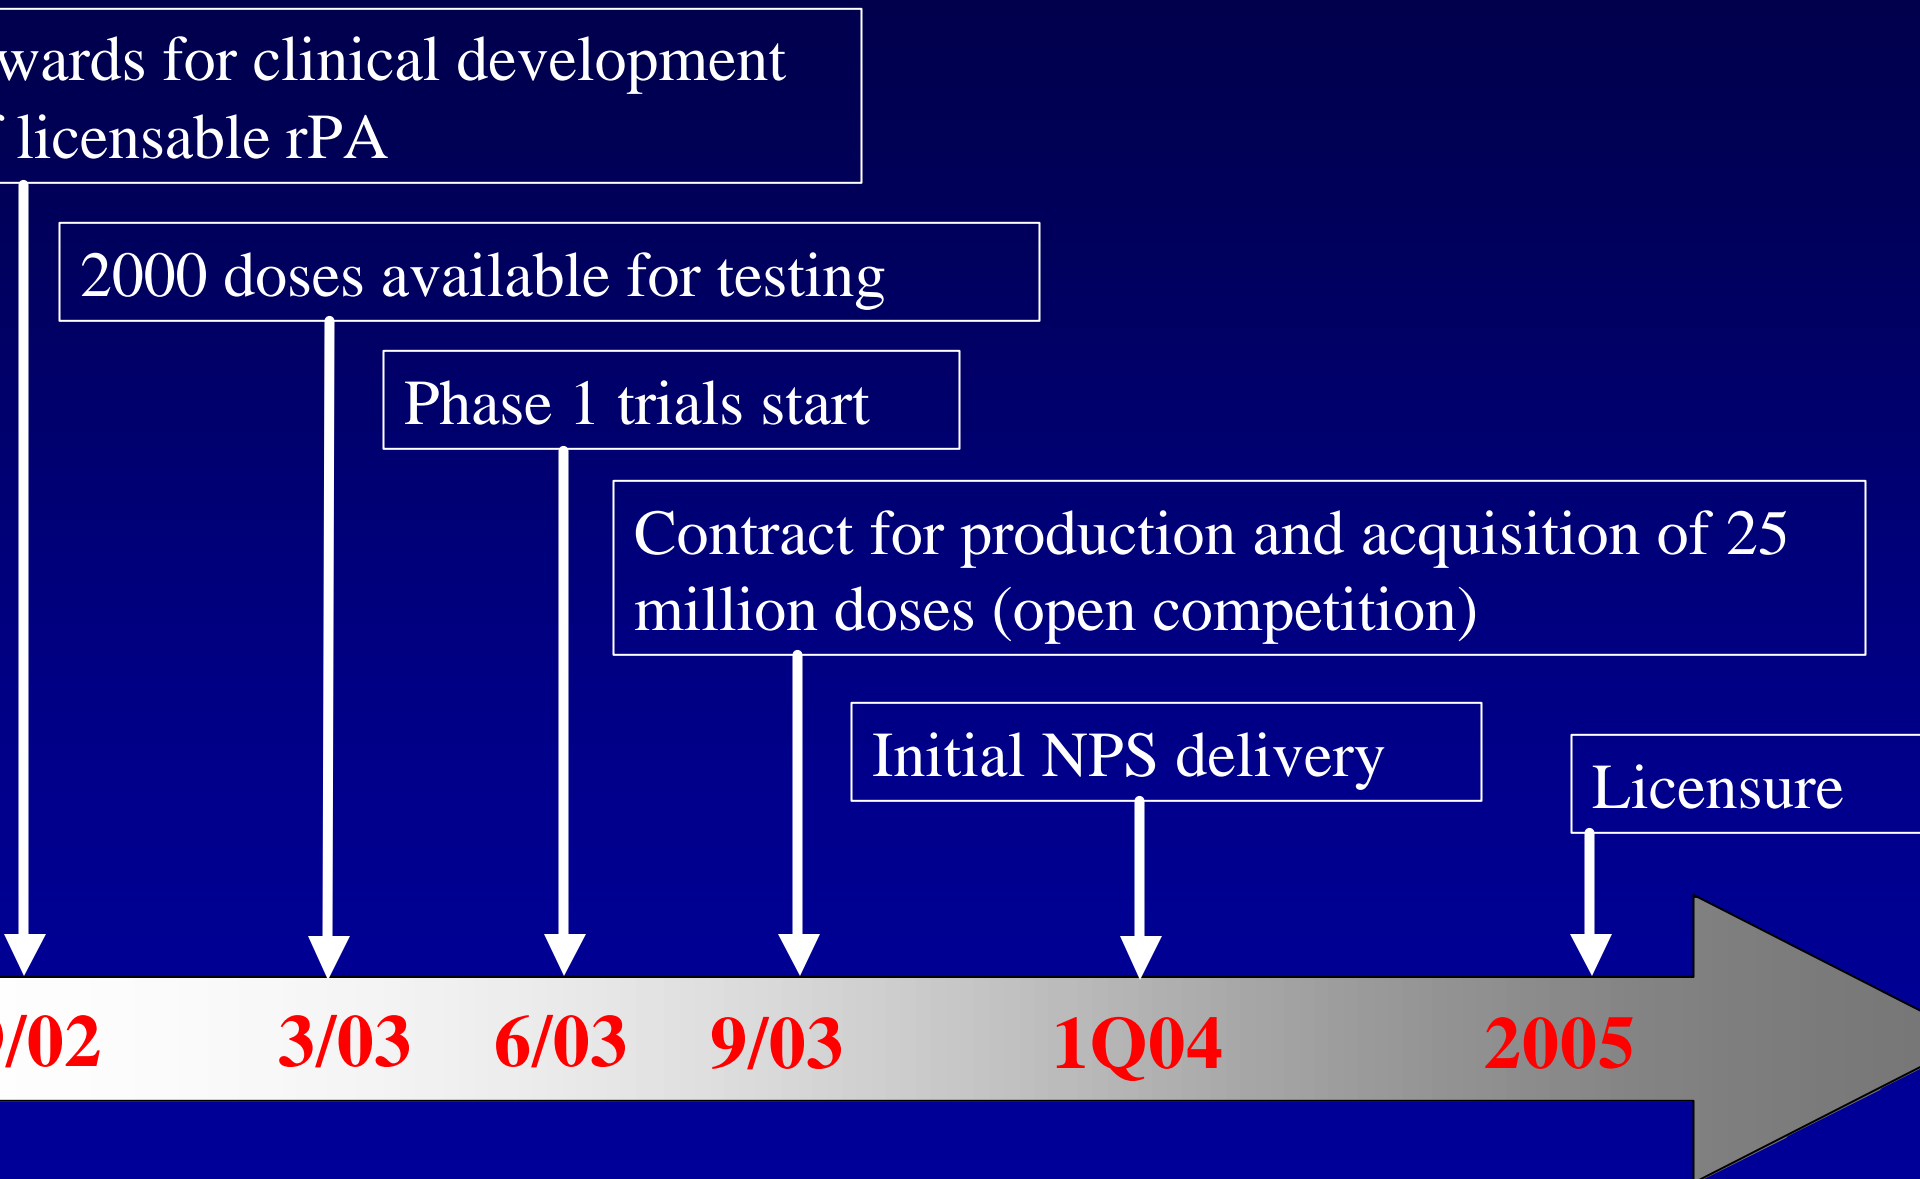 wards for clinical development
licensable rPA
2000 doses available for testing
Phase 1 trials start
Contract for production and acquisition of 25
million doses (open competition)
Initial NPS delivery
Licensure
/02 3/03 6/03 9/03 1Q04 2005